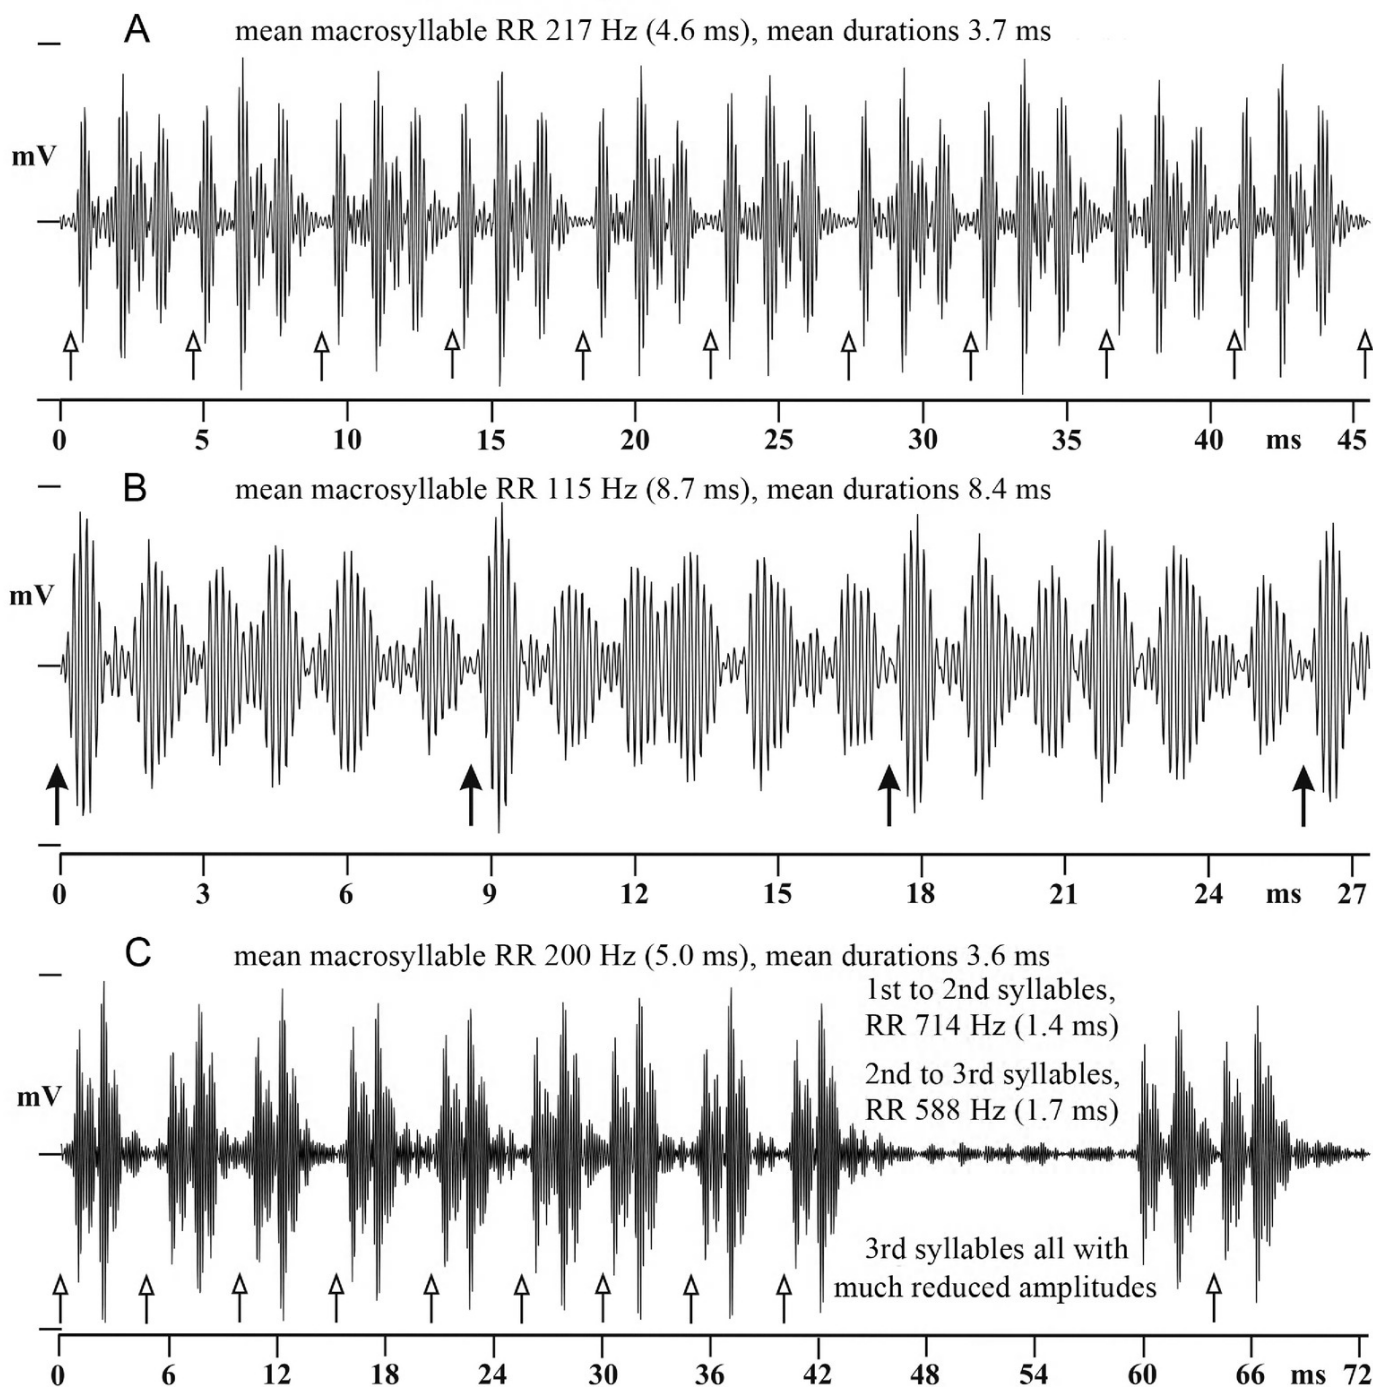 A mean macrosyllable RR 217 Hz (4.6 ms), mean durations 3.7 ms
mV
0 5 10 15 20 25 30 35 40 ms 45
B mean macrosyllable RR 115 Hz (8.7 ms), mean durations 8.4 ms
mV
0 3 6 9 12 15 18 21 24 ms 27
C mean macrosyllable RR 200 Hz (5.0 ms), mean durations 3.6 ms
1st to 2nd syllables,
RR 714 Hz (1.4 ms)
2nd to 3rd syllables,
RR 588 Hz (1.7 ms)
mV
3rd syllables all with
much reduced amplitudes
0 6 12 18 24 30 36 42 48 54 60 66 ms 72